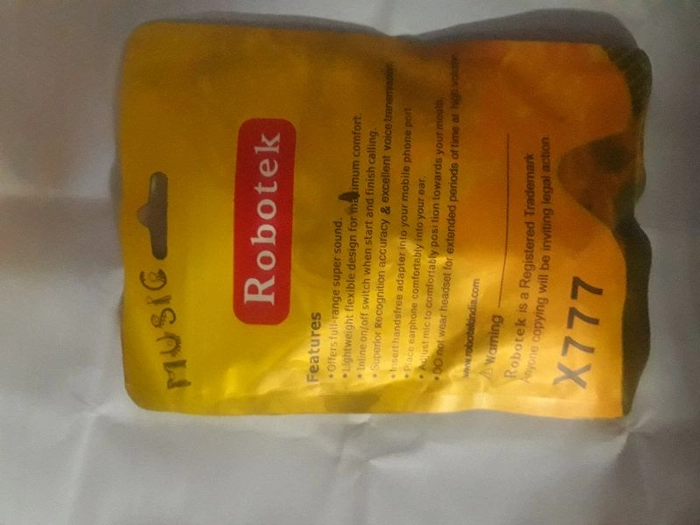 MUSIC
Robotek
Features
• Offers full-range super sound.
• Lightweight flexible design for maximum comfort.
• Inline on/off switch when start and finish calling.
• Superior Recognition accuracy & excellent voice transmission
• Insert handsfree adapter into your mobile phone port
• Place earphone comfortably into your ear.
• Adjust mic to comfortably position towards your mouth.
• DO not wear headset for extended periods of time at high volume.
www.robotekindia.com
⚠ Warning
Robotek is a Registered Trademark
Anyone copying will be inviting legal action
X777